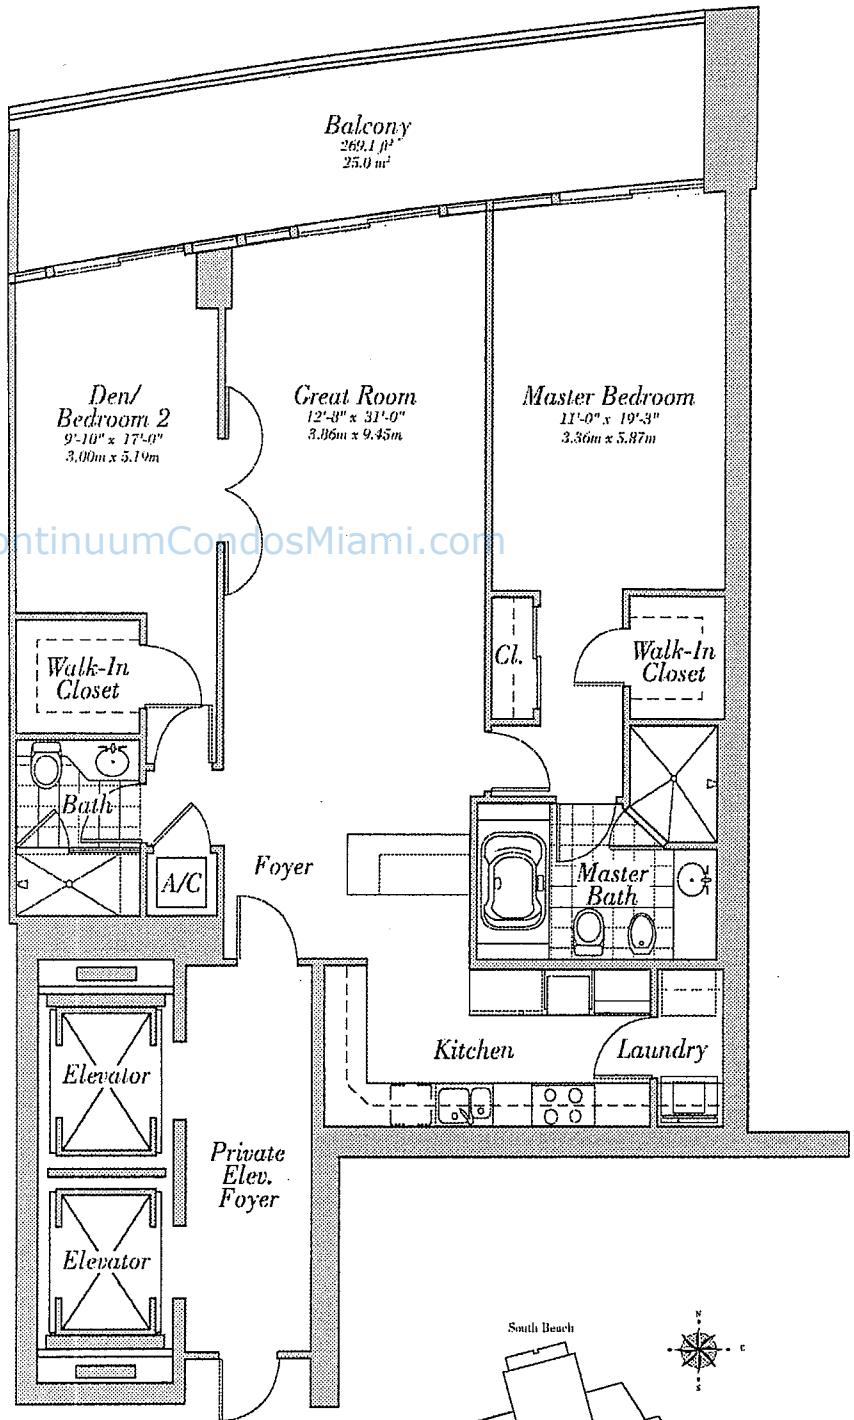 Balcony
269.1 ft²
25.0 m²
Den/
Bedroom 2
9'-10" x 17'-0"
3.00m x 5.19m
Great Room
12'-8" x 31'-0"
3.86m x 9.45m
Master Bedroom
11'-0" x 19'-3"
3.36m x 5.87m
ontinuumCondosMiami.com
Walk-In
Closet
Cl.
Walk-In
Closet
Bath
A/C
Foyer
Master
Bath
Kitchen
Laundry
Elevator
Private
Elev.
Foyer
Elevator
South Beach
N
E
S